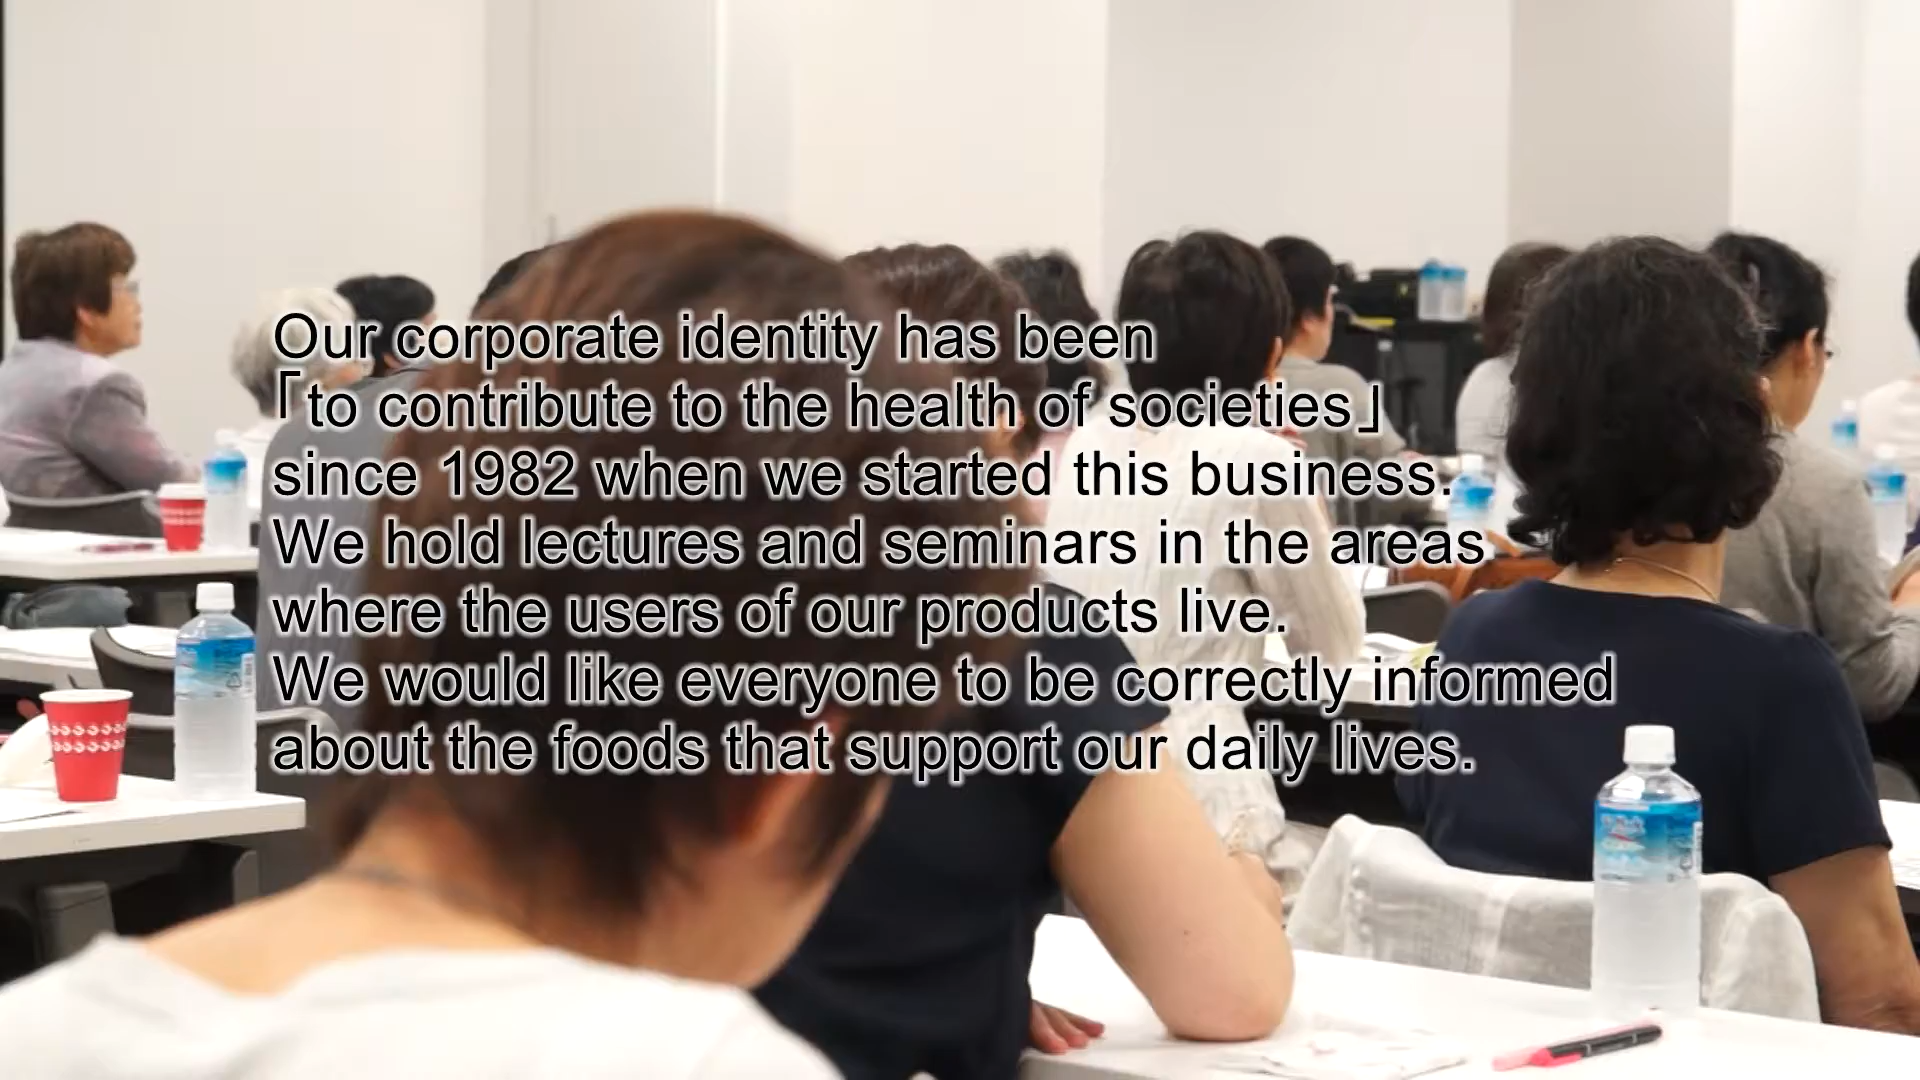 Our corporate identity has been
「to contribute to the health of societies」
since 1982 when we started this business.
We hold lectures and seminars in the areas
where the users of our products live.
We would like everyone to be correctly informed
about the foods that support our daily lives.